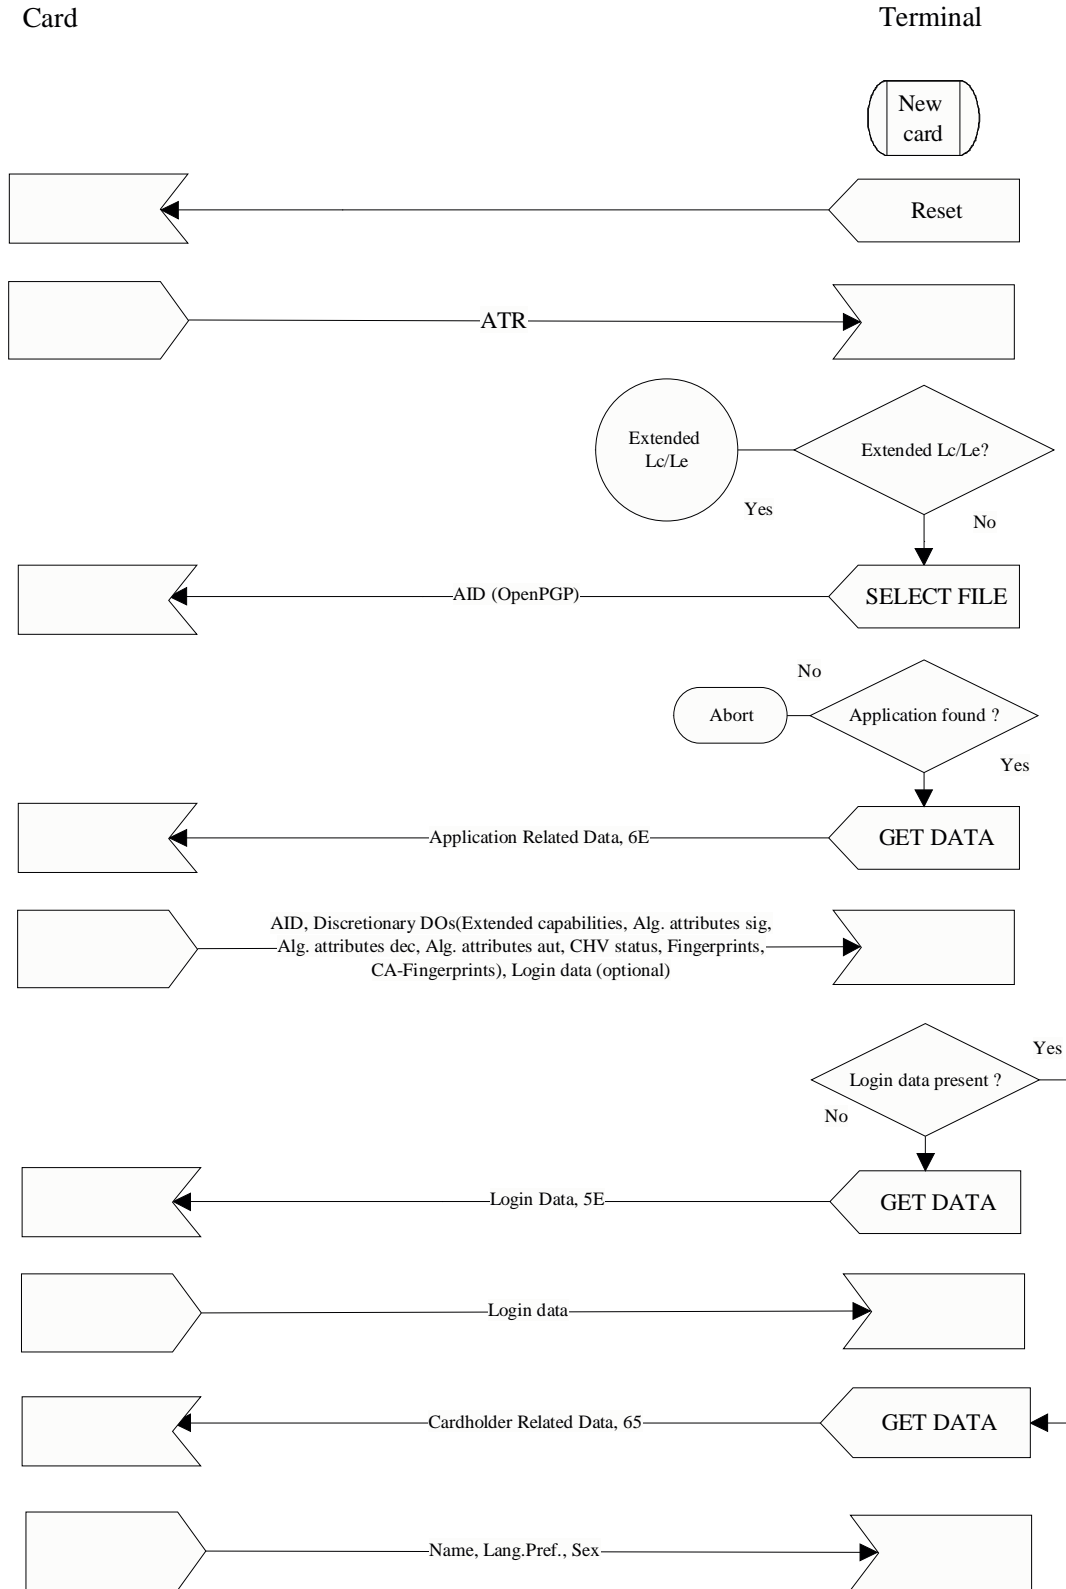 Card
Terminal
New
card
Reset
ATR
Extended
Lc/Le
Extended Lc/Le?
Yes
No
AID (OpenPGP)
SELECT FILE
No
Abort
Application found ?
Yes
Application Related Data, 6E
GET DATA
AID, Discretionary DOs(Extended capabilities, Alg. attributes sig,
Alg. attributes dec, Alg. attributes aut, CHV status, Fingerprints,
CA-Fingerprints), Login data (optional)
Yes
Login data present ?
No
Login Data, 5E
GET DATA
Login data
Cardholder Related Data, 65
GET DATA
Name, Lang.Pref., Sex